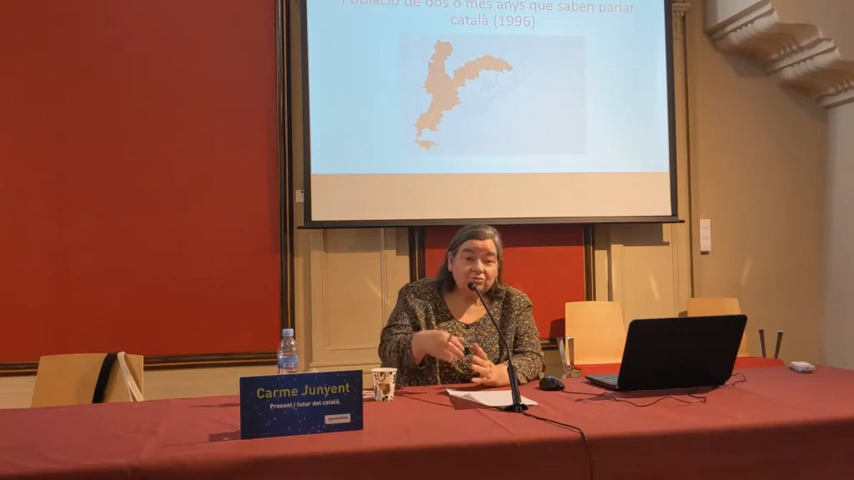 Població de dos o més anys que saben parlar
català (1996)
Carme Junyent
Present i futur del català